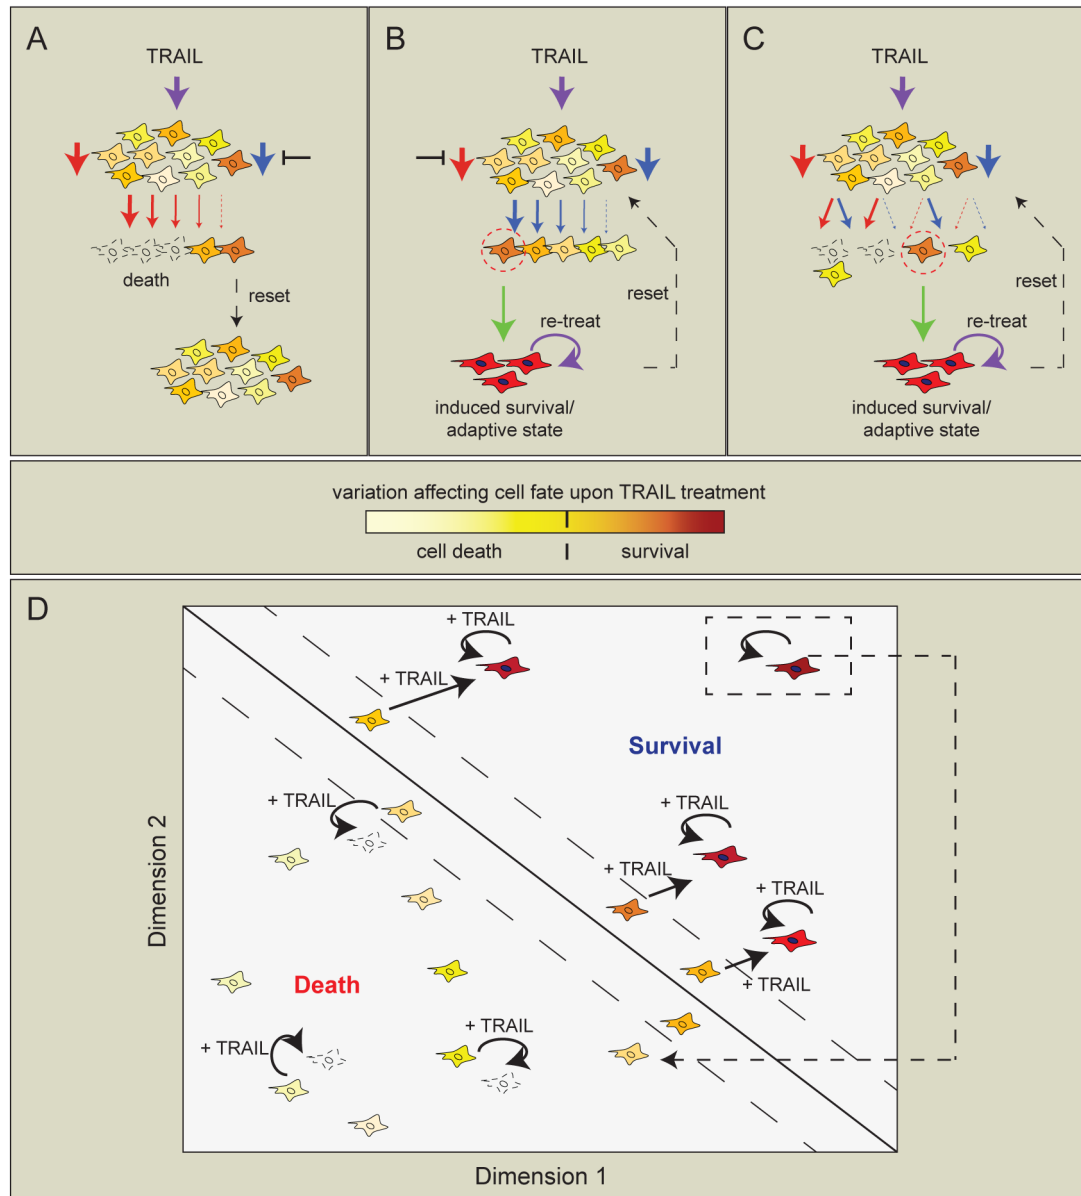 A
TRAIL
death
reset
B
TRAIL
reset
re-treat
induced survival/
adaptive state
C
TRAIL
reset
re-treat
induced survival/
adaptive state
variation affecting cell fate upon TRAIL treatment
cell death
survival
D
+ TRAIL
+ TRAIL
Survival
+ TRAIL
+ TRAIL
+ TRAIL
+ TRAIL
Dimension 2
Death
+ TRAIL
+ TRAIL
+ TRAIL
Dimension 1